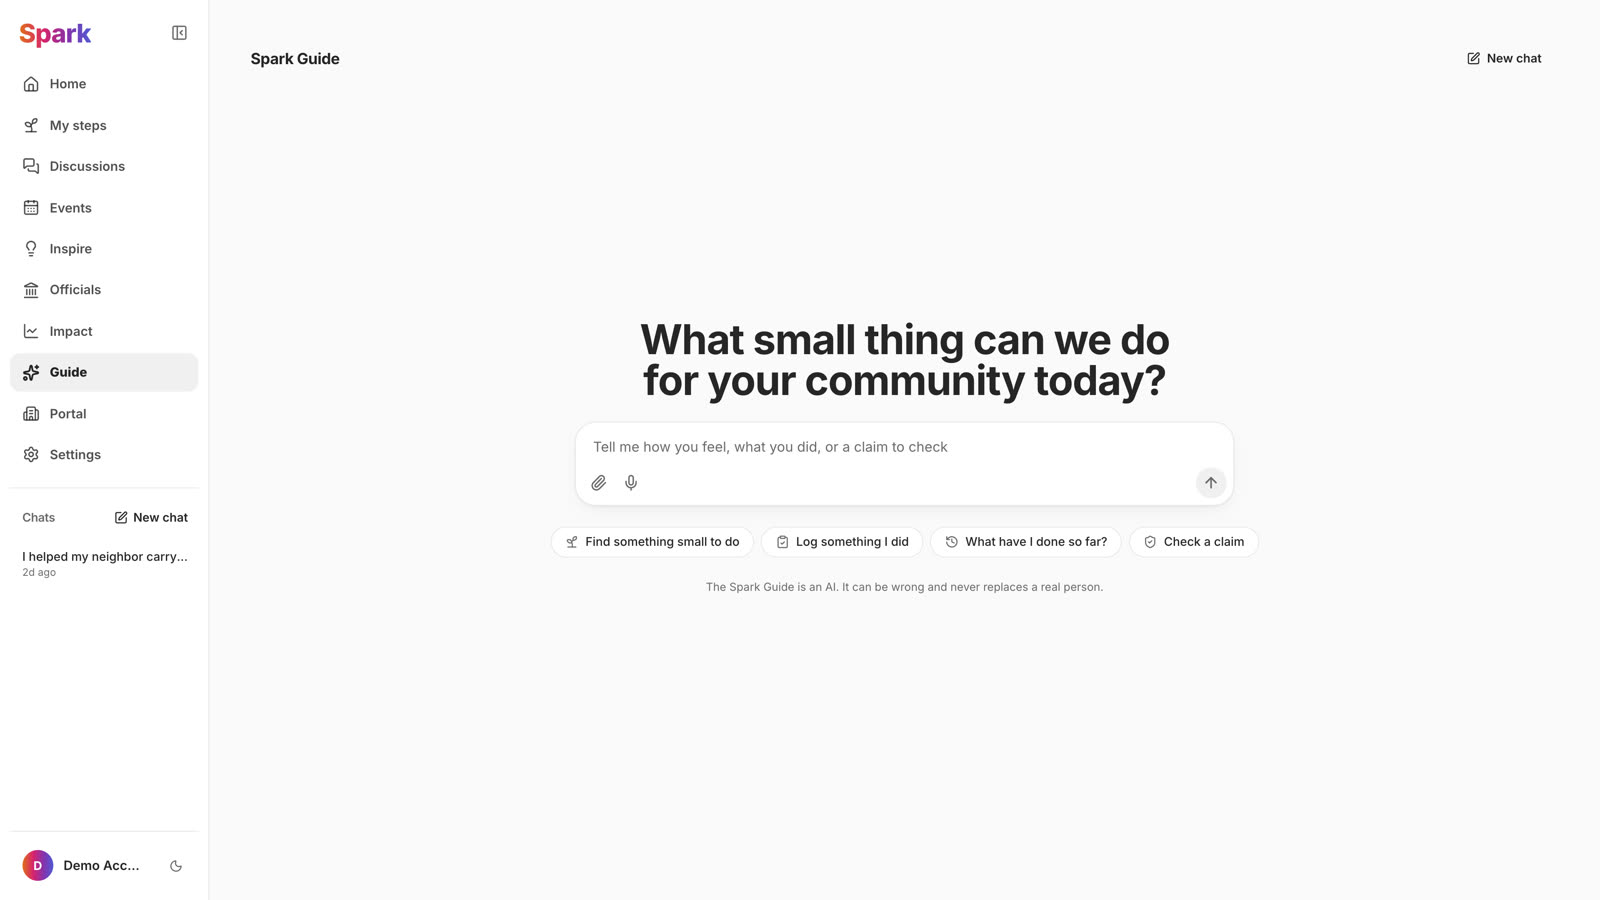 Spark
Home
My steps
Discussions
Events
Inspire
Officials
Impact
Guide
Portal
Settings
Chats
New chat
I helped my neighbor carry...
2d ago
D
Demo Acc...
Spark Guide
New chat
What small thing can we do
for your community today?
Tell me how you feel, what you did, or a claim to check
Find something small to do
Log something I did
What have I done so far?
Check a claim
The Spark Guide is an AI. It can be wrong and never replaces a real person.